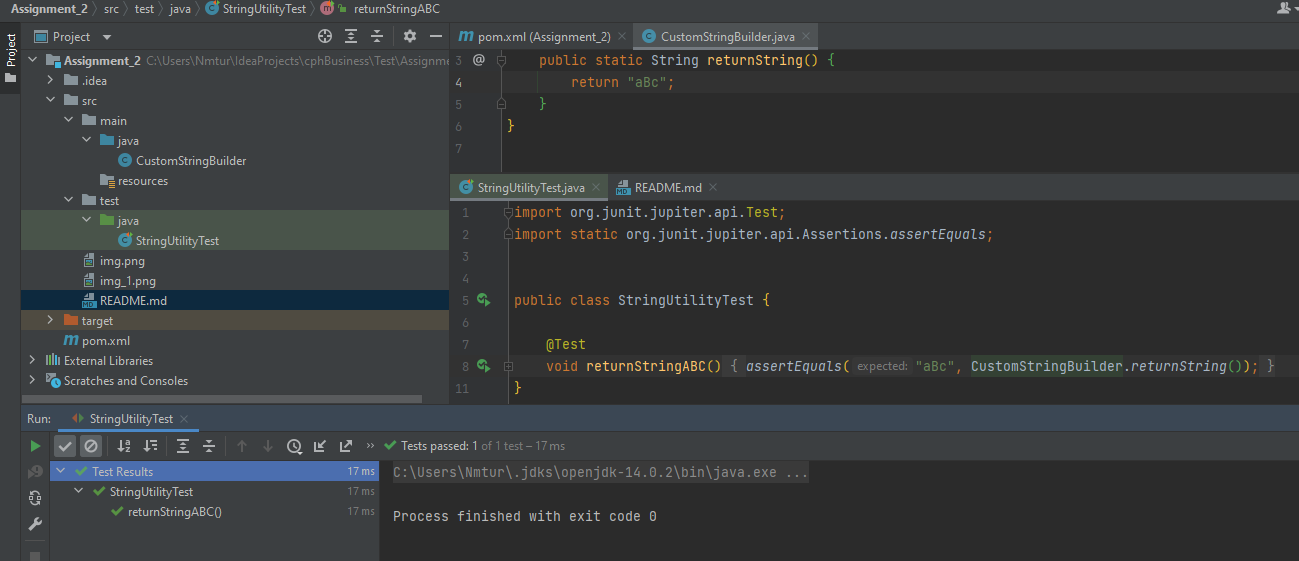 Assignment_2 › src › test › java › StringUtilityTest › returnStringABC
Project
Project
Assignment_2 C:\Users\Nmtur\IdeaProjects\cphBusiness\Test\Assignme
.idea
src
main
java
CustomStringBuilder
resources
test
java
StringUtilityTest
img.png
img_1.png
README.md
target
pom.xml
External Libraries
Scratches and Consoles
pom.xml (Assignment_2) CustomStringBuilder.java
3 @ public static String returnString() {
4 return "aBc";
5 }
6 }
7
StringUtilityTest.java README.md
1 import org.junit.jupiter.api.Test;
2 import static org.junit.jupiter.api.Assertions.assertEquals;
3
4
5 public class StringUtilityTest {
6
7 @Test
8 void returnStringABC() { assertEquals( expected: "aBc", CustomStringBuilder.returnString()); }
11 }
Run: StringUtilityTest
Tests passed: 1 of 1 test – 17 ms
Test Results 17 ms
StringUtilityTest 17 ms
returnStringABC() 17 ms
C:\Users\Nmtur\.jdks\openjdk-14.0.2\bin\java.exe ...
Process finished with exit code 0